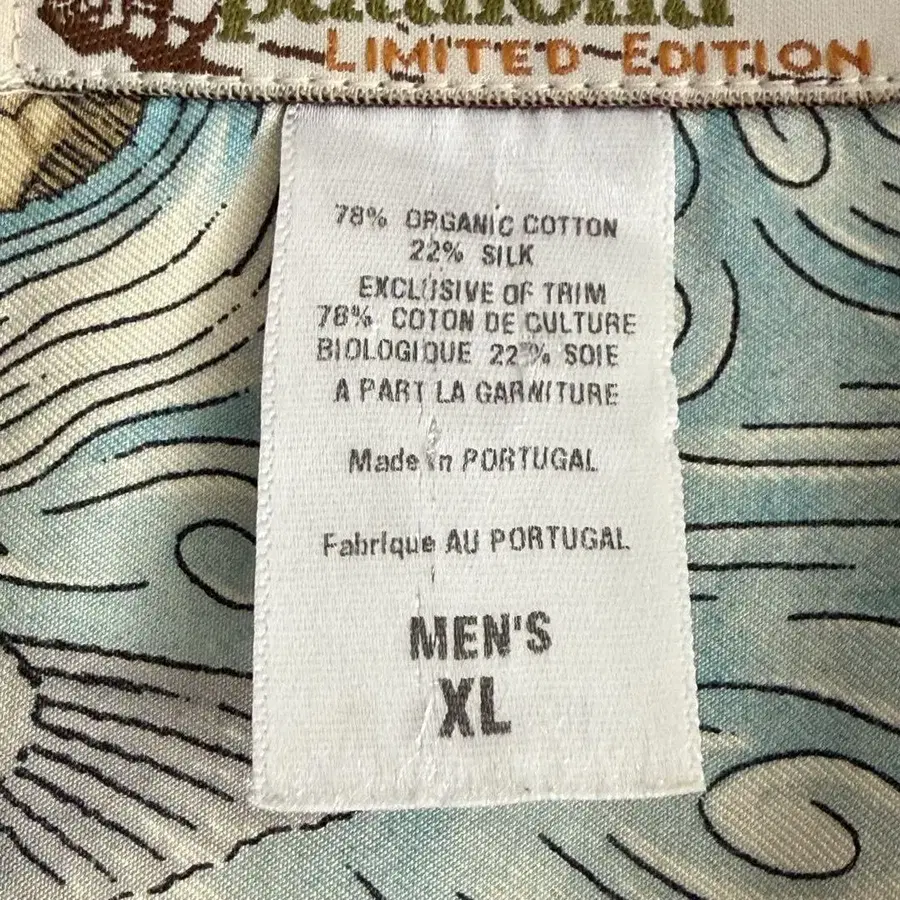 LIMITED EDITION
78% ORGANIC COTTON
22% SILK
EXCLUSIVE OF TRIM
78% COTON DE CULTURE
BIOLOGIQUE 22% SOIE
A PART LA GARNITURE
Made in PORTUGAL
Fabrique AU PORTUGAL
MEN'S
XL